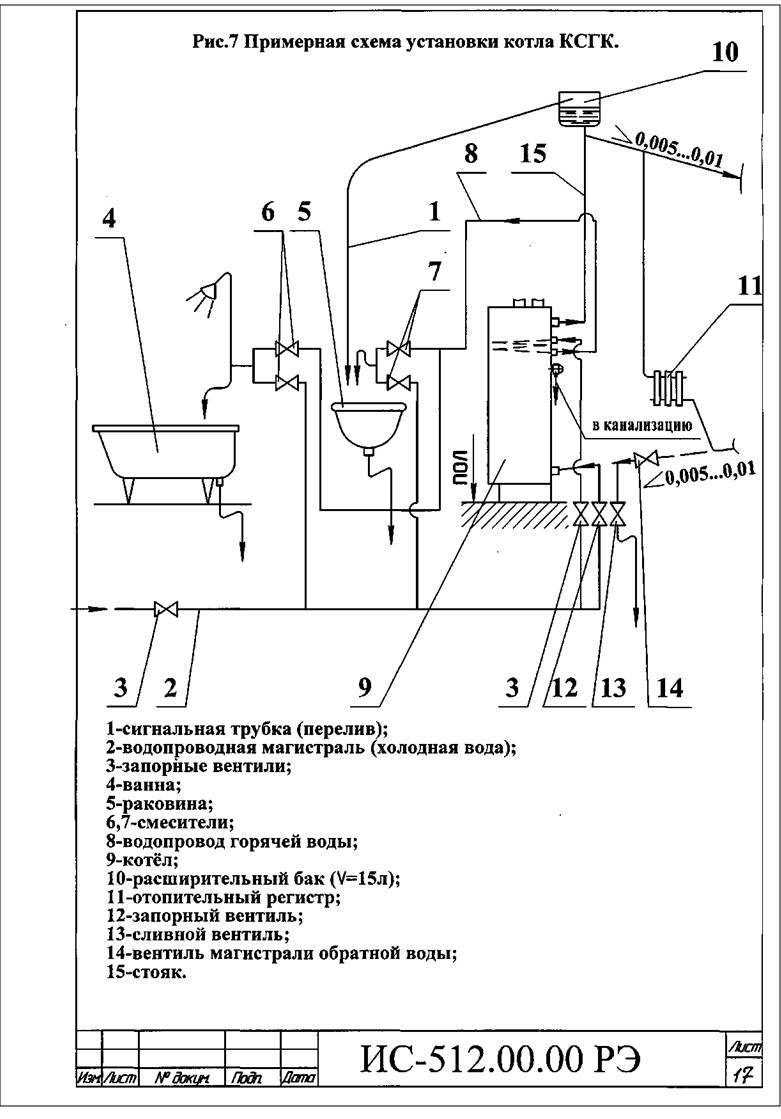 Рис.7 Примерная схема установки котла КСГК.
10
0,005...0,01
8
15
4
6
5
1
7
11
в канализацию
ПОЛ
0,005...0,01
3
2
9
3
12
13
14
1-сигнальная трубка (перелив);
2-водопроводная магистраль (холодная вода);
3-запорные вентили;
4-ванна;
5-раковина;
6,7-смесители;
8-водопровод горячей воды;
9-котёл;
10-расширительный бак (V=15л);
11-отопительный регистр;
12-запорный вентиль;
13-сливной вентиль;
14-вентиль магистрали обратной воды;
15-стояк.
ИС-512.00.00 РЭ
Лист
17
Изм Лист № докум. Подп. Дата